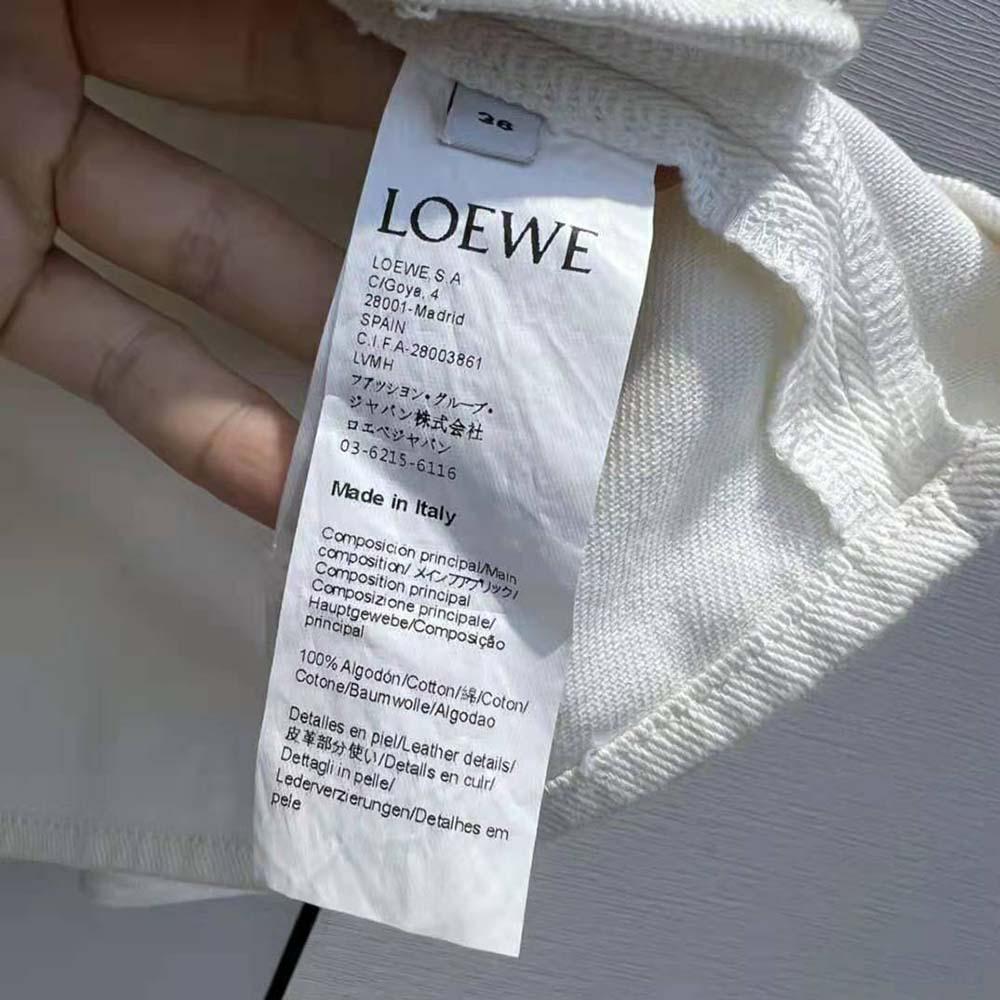 36
LOEWE
LOEWE, S.A
C/Goya, 4
28001-Madrid
SPAIN
C.I.F.A-28003861
LVMH
ファッション・グループ・
ジャパン株式会社
ロエベジャパン
03-6215-6116
Made in Italy
Composición principal/Main
composition/メインファブリック/
Composition principal
Composizione principale/
Hauptgewebe/Composição
principal
100% Algodón/Cotton/綿/Coton/
Cotone/Baumwolle/Algodao
Detalles en piel/Leather details/
皮革部分使い/Details en cuir/
Dettagli in pelle/
Lederverzierungen/Detalhes em
pele